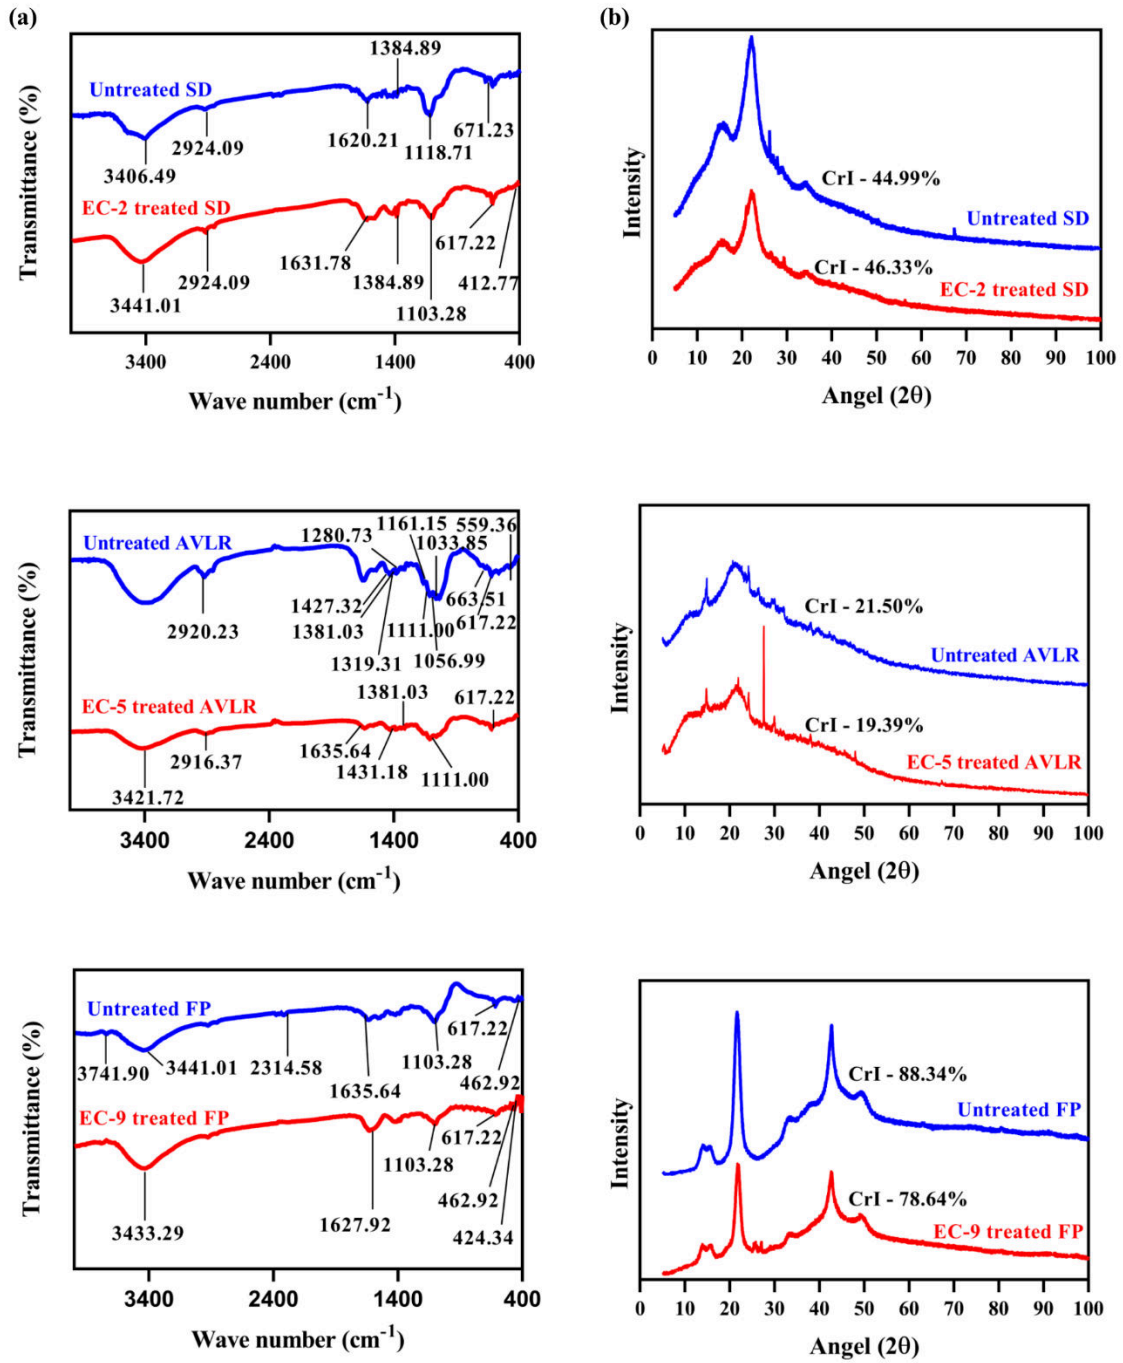 (a)
Transmittance (%)
Untreated SD
1384.89
3406.49
2924.09
1620.21
1118.71
671.23
EC-2 treated SD
3441.01
2924.09
1631.78
1384.89
1103.28
617.22
412.77
3400 2400 1400 400
Wave number (cm⁻¹)
(b)
Intensity
CrI - 44.99%
Untreated SD
CrI - 46.33%
EC-2 treated SD
0 10 20 30 40 50 60 70 80 90 100
Angel (2θ)
Transmittance (%)
Untreated AVLR
2920.23
1280.73
1161.15
559.36
1033.85
1427.32
1381.03
1319.31
1111.00
1056.99
663.51
617.22
EC-5 treated AVLR
3421.72
2916.37
1635.64
1431.18
1381.03
1111.00
617.22
3400 2400 1400 400
Wave number (cm⁻¹)
Intensity
CrI - 21.50%
Untreated AVLR
CrI - 19.39%
EC-5 treated AVLR
0 10 20 30 40 50 60 70 80 90 100
Angel (2θ)
Transmittance (%)
Untreated FP
3741.90
3441.01
2314.58
1635.64
1103.28
617.22
462.92
EC-9 treated FP
3433.29
1627.92
1103.28
617.22
462.92
424.34
3400 2400 1400 400
Wave number (cm⁻¹)
Intensity
CrI - 88.34%
Untreated FP
CrI - 78.64%
EC-9 treated FP
0 10 20 30 40 50 60 70 80 90 100
Angel (2θ)